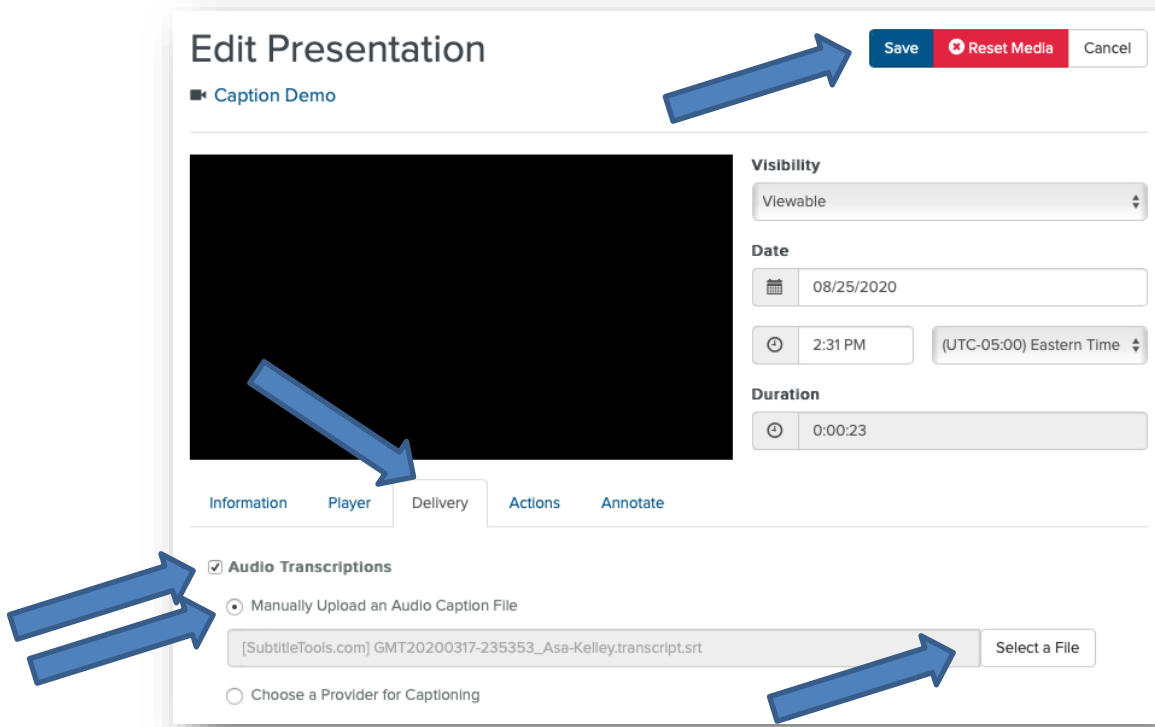 Edit Presentation
Save Reset Media Cancel
Caption Demo
Visibility
Viewable
Date
08/25/2020
2:31 PM (UTC-05:00) Eastern Time
Duration
0:00:23
Information Player Delivery Actions Annotate
Audio Transcriptions
Manually Upload an Audio Caption File
[SubtitleTools.com] GMT20200317-235353_Asa-Kelley.transcript.srt Select a File
Choose a Provider for Captioning